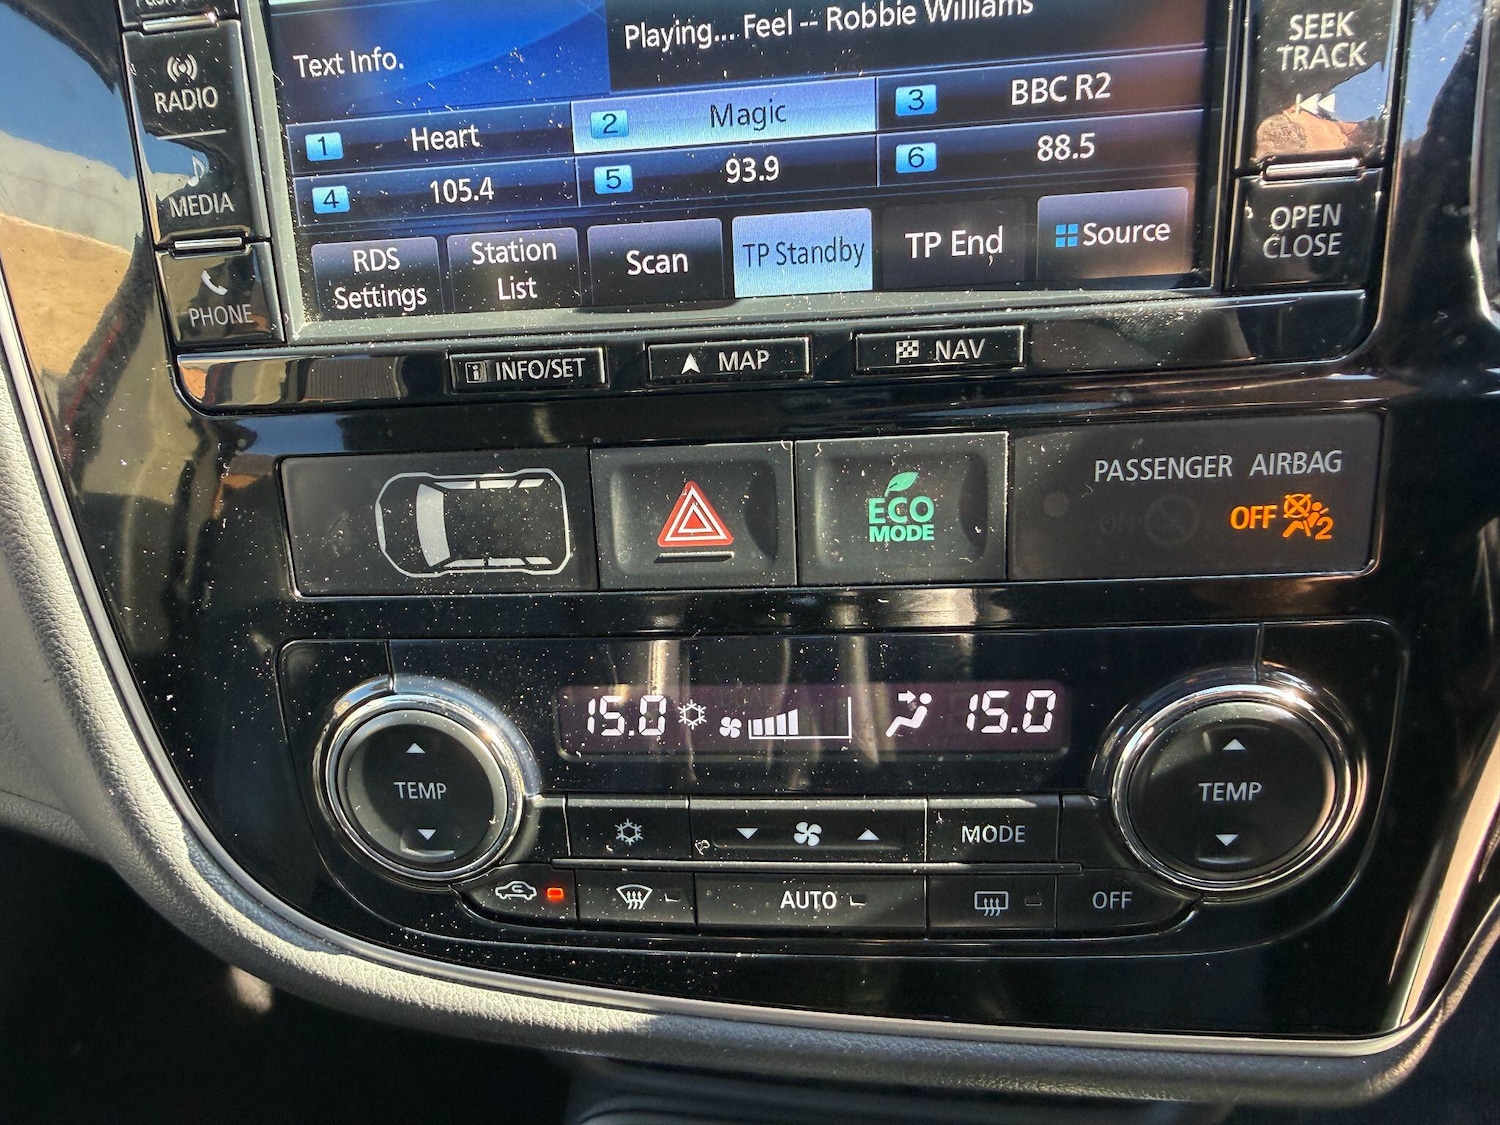 Playing... Feel -- Robbie Williams
Text Info.
1 Heart
2 Magic
3 BBC R2
4 105.4
5 93.9
6 88.5
RDS
Settings
Station
List
Scan
TP Standby
TP End
Source
RADIO
MEDIA
PHONE
SEEK
TRACK
OPEN
CLOSE
INFO/SET
MAP
NAV
ECO
MODE
PASSENGER AIRBAG
OFF 2
15.0
15.0
TEMP
TEMP
MODE
AUTO
OFF